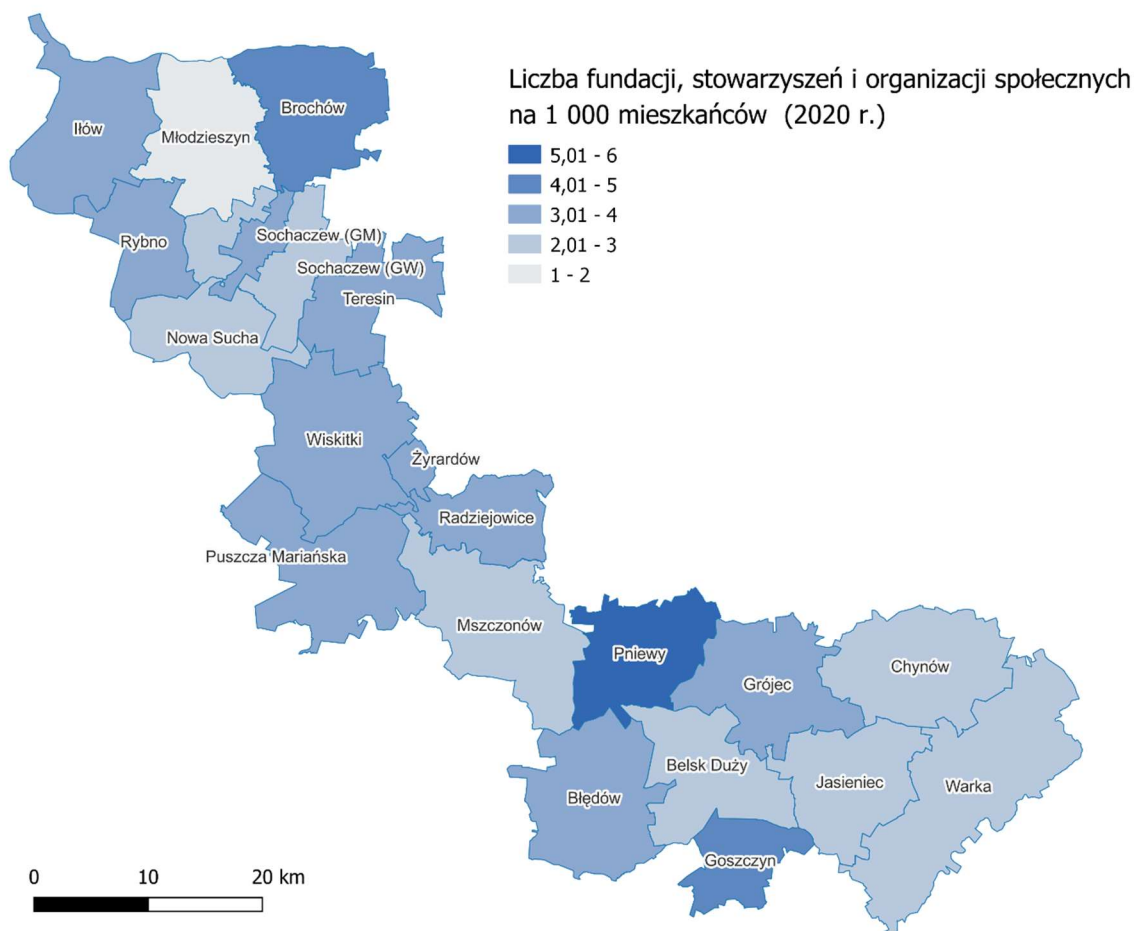 Liczba fundacji, stowarzyszeń i organizacji społecznych
na 1 000 mieszkańców (2020 r.)
5,01 - 6
4,01 - 5
3,01 - 4
2,01 - 3
1 - 2
Brochów
Iłów
Młodzieszyn
Rybno
Sochaczew (GM)
Sochaczew (GW)
Teresin
Nowa Sucha
Wiskitki
Żyrardów
Radziejowice
Puszcza Mariańska
Mszczonów
Pniewy
Grójec
Chynów
Belsk Duży
Jasieniec
Warka
Błędów
Goszczyn
0 10 20 km